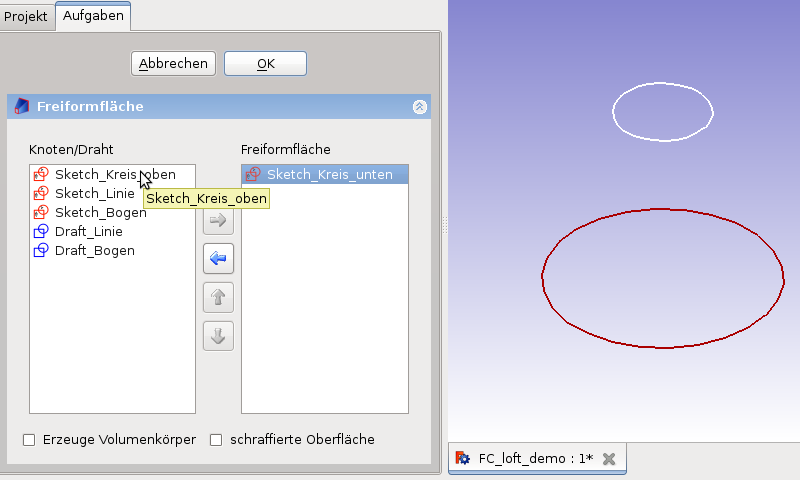 Projekt
Aufgaben
Abbrechen
OK
Freiformfläche
Knoten/Draht
Freiformfläche
Sketch_Kreis_oben
Sketch_Linie
Sketch_Bogen
Draft_Linie
Draft_Bogen
Sketch_Kreis_oben
Sketch_Kreis_unten
Erzeuge Volumenkörper
schraffierte Oberfläche
FC_loft_demo : 1*